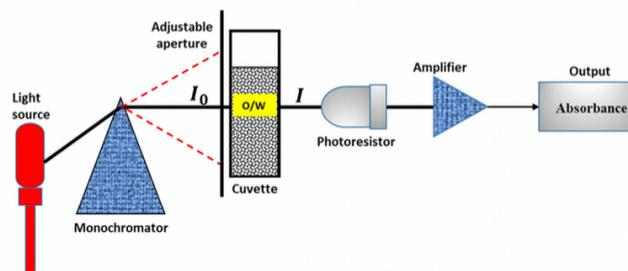 Adjustable
aperture
Light
source
I₀
O/W
I
Amplifier
Output
Absorbance
Photoresistor
Cuvette
Monochromator